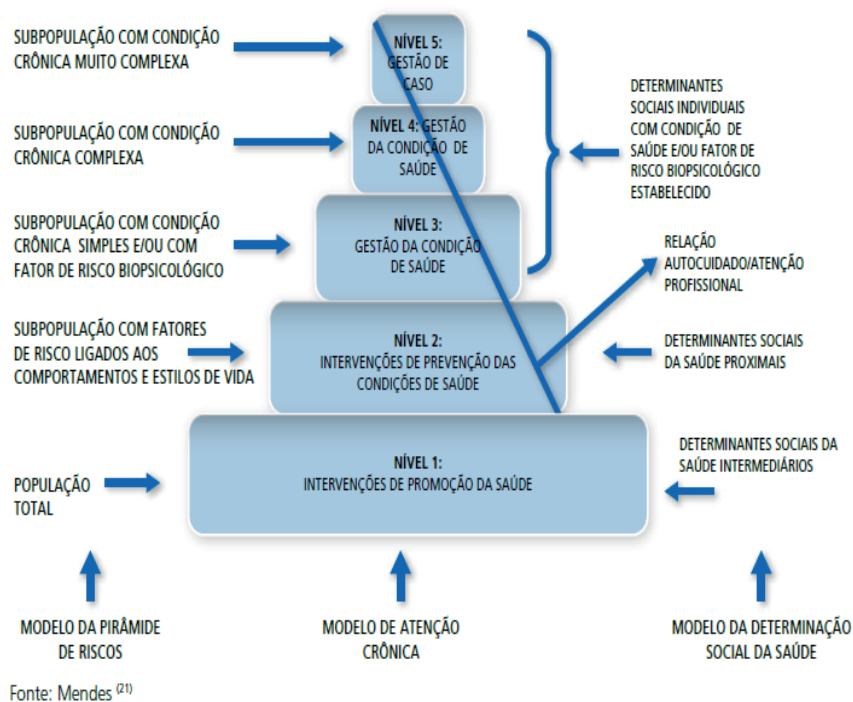 SUBPOPULAÇÃO COM CONDIÇÃO
CRÔNICA MUITO COMPLEXA
NÍVEL 5:
GESTÃO DE
CASO
SUBPOPULAÇÃO COM CONDIÇÃO
CRÔNICA COMPLEXA
NÍVEL 4: GESTÃO
DA CONDIÇÃO DE
SAÚDE
DETERMINANTES
SOCIAIS INDIVIDUAIS
COM CONDIÇÃO DE
SAÚDE E/OU FATOR DE
RISCO BIOPSICOLÓGICO
ESTABELECIDO
SUBPOPULAÇÃO COM CONDIÇÃO
CRÔNICA SIMPLES E/OU COM
FATOR DE RISCO BIOPSICOLÓGICO
NÍVEL 3:
GESTÃO DA CONDIÇÃO
DE SAÚDE
RELAÇÃO
AUTOCUIDADO/ATENÇÃO
PROFISSIONAL
SUBPOPULAÇÃO COM FATORES
DE RISCO LIGADOS AOS
COMPORTAMENTOS E ESTILOS DE VIDA
NÍVEL 2:
INTERVENÇÕES DE PREVENÇÃO DAS
CONDIÇÕES DE SAÚDE
DETERMINANTES SOCIAIS
DA SAÚDE PROXIMAIS
POPULAÇÃO
TOTAL
NÍVEL 1:
INTERVENÇÕES DE PROMOÇÃO DA SAÚDE
DETERMINANTES SOCIAIS DA
SAÚDE INTERMEDIÁRIOS
MODELO DA PIRÂMIDE
DE RISCOS
MODELO DE ATENÇÃO
CRÔNICA
MODELO DA DETERMINAÇÃO
SOCIAL DA SAÚDE
Fonte: Mendes (21)